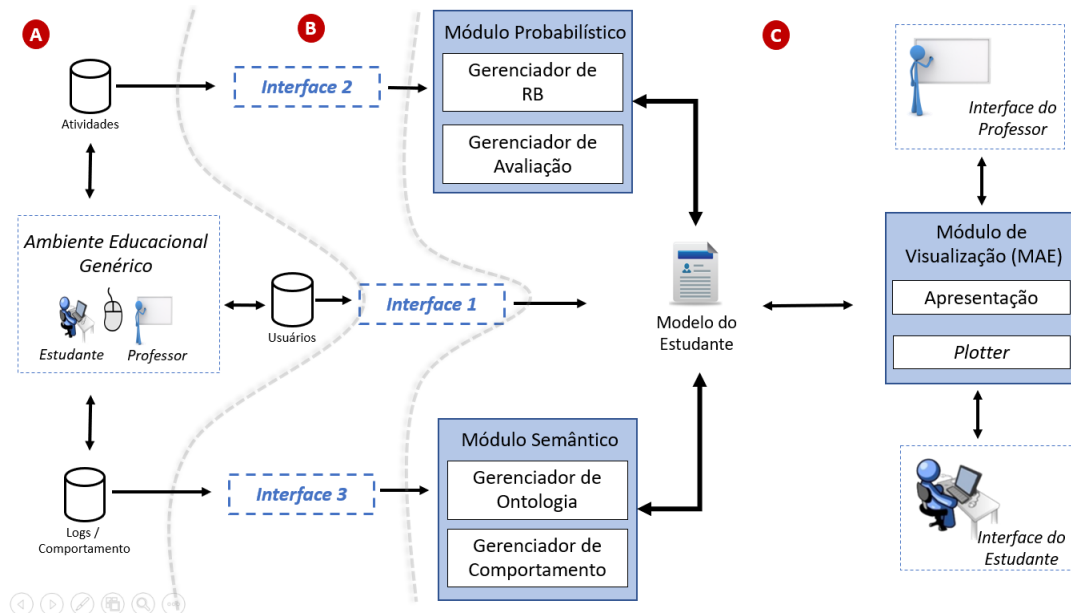 A
B
C
Atividades
Interface 2
Módulo Probabilístico
Gerenciador de
RB
Gerenciador de
Avaliação
Interface do
Professor
Ambiente Educacional
Genérico
Estudante
Professor
Usuários
Interface 1
Modelo do
Estudante
Módulo de
Visualização (MAE)
Apresentação
Plotter
Logs /
Comportamento
Interface 3
Módulo Semântico
Gerenciador de
Ontologia
Gerenciador de
Comportamento
Interface do
Estudante